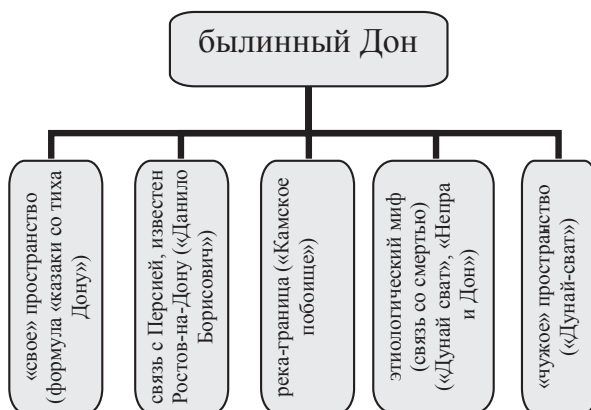 былинный Дон
«свое» пространство
(формула «казаки со тиха
Дону»)
связь с Персией, известен
Ростов-на-Дону («Данило
Борисович»)
река-граница («Камское
побоище»)
этиологический миф
(связь со смертью)
(«Дунай сват», «Непра
и Дон»)
«чужое» пространство
(«Дунай-сват»)